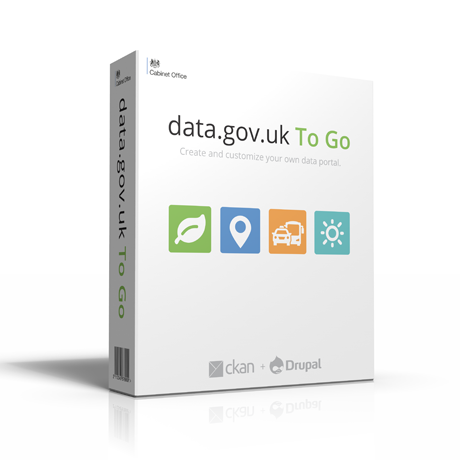 Cabinet Office
data.gov.uk To Go
Create and customize your own data portal.
ckan + Drupal
Cabinet Office
data.gov.uk To Go